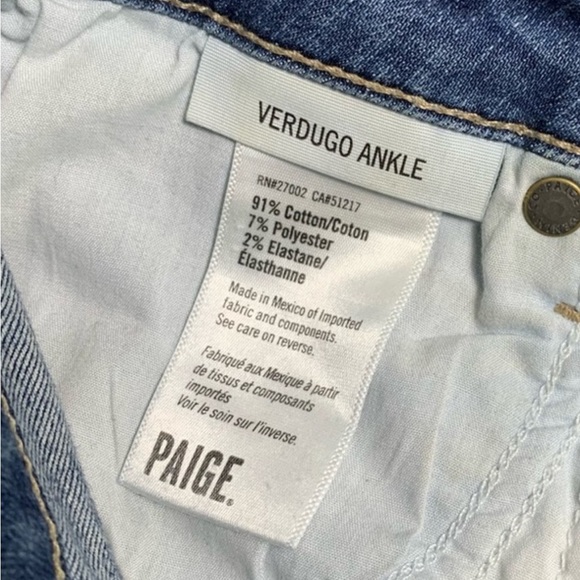 VERDUGO ANKLE
RN#27002 CA#51217
91% Cotton/Coton
7% Polyester
2% Elastane/
Élasthanne
Made in Mexico of Imported
fabric and components.
See care on reverse.
Fabriqué aux Mexique à partir
de tissus et composants
importés
Voir le soin sur l'inverse.
PAIGE